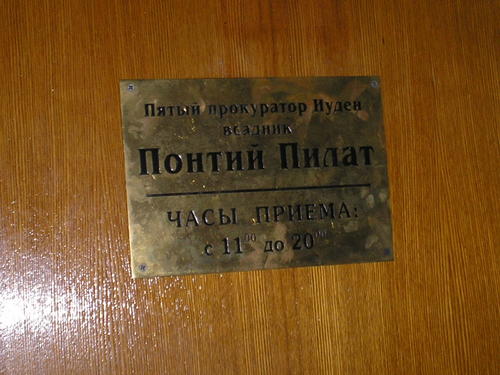 Пятый прокуратор Иудеи
всадник
Понтий Пилат
ЧАСЫ ПРИЕМА:
с 11⁰⁰ до 20⁰⁰